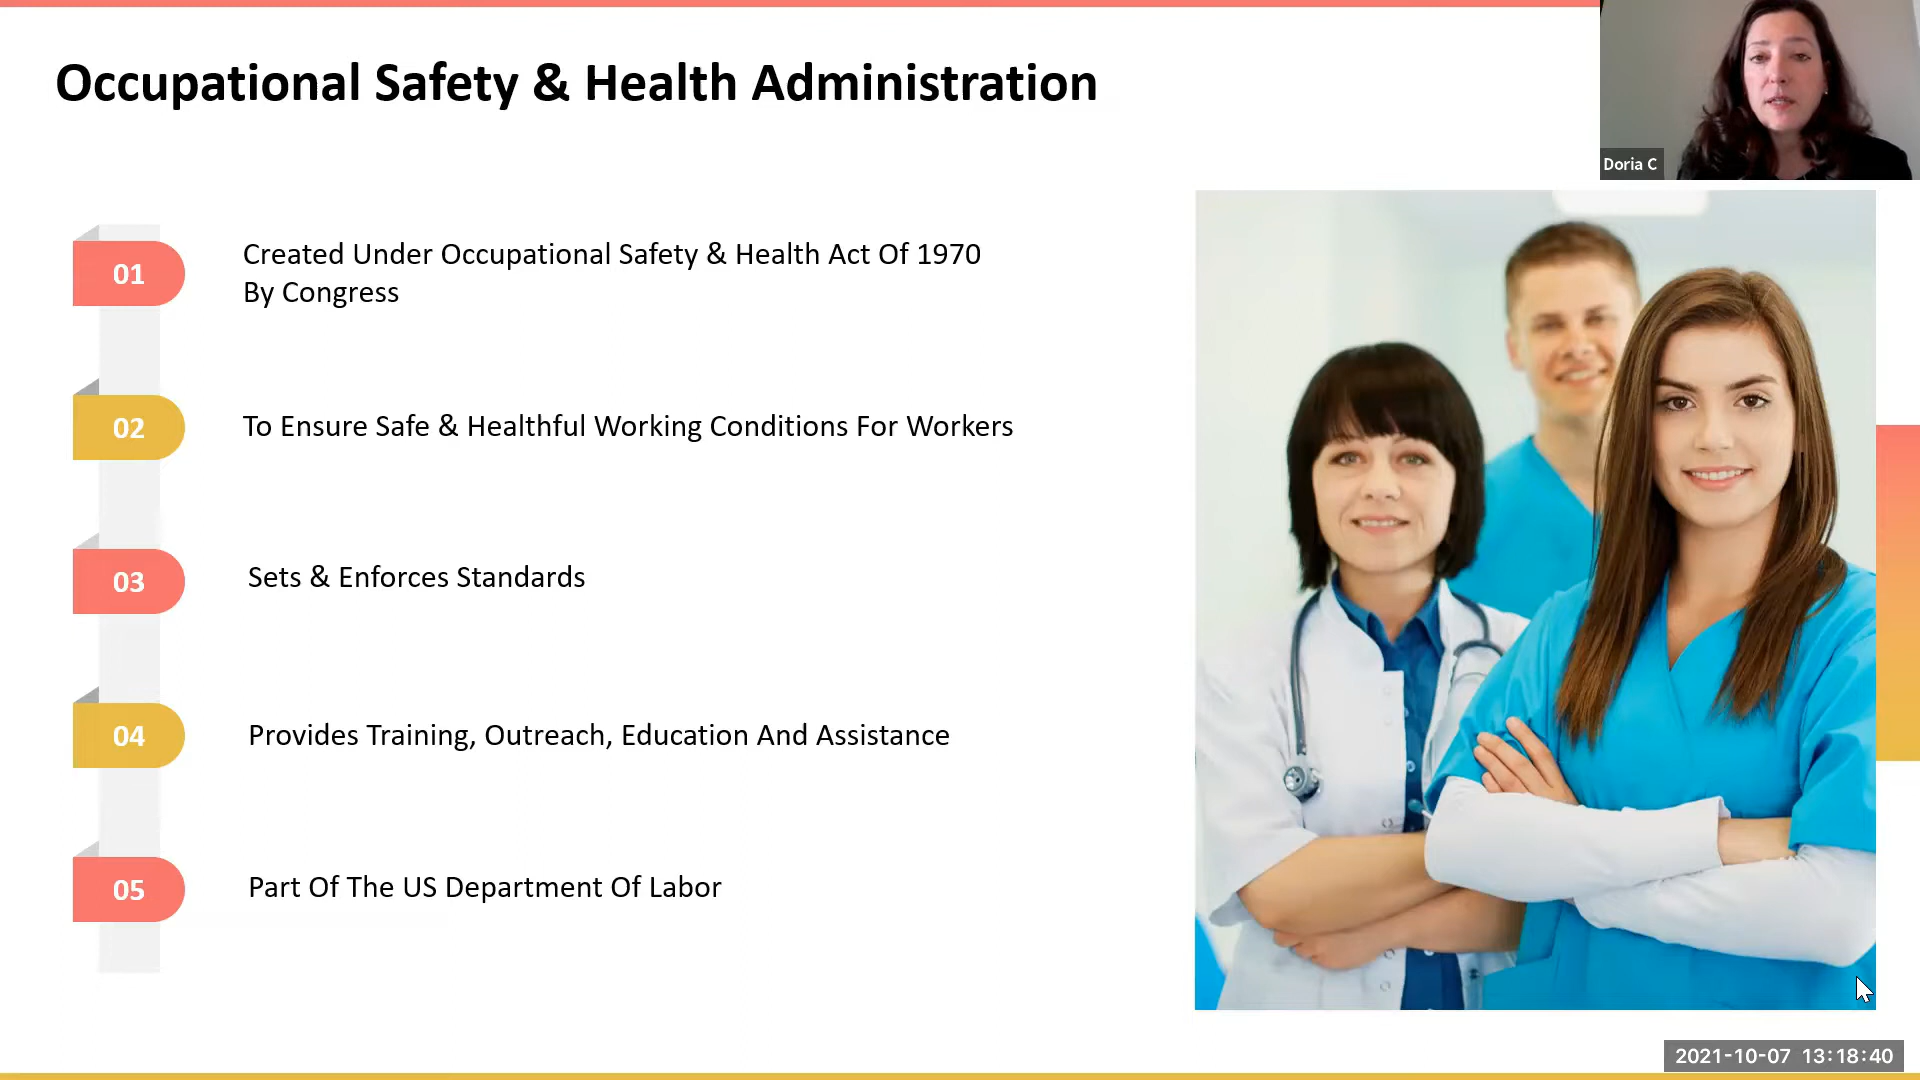 Occupational Safety & Health Administration
Doria C
01
Created Under Occupational Safety & Health Act Of 1970
By Congress
02
To Ensure Safe & Healthful Working Conditions For Workers
03
Sets & Enforces Standards
04
Provides Training, Outreach, Education And Assistance
05
Part Of The US Department Of Labor
2021-10-07 13:18:40